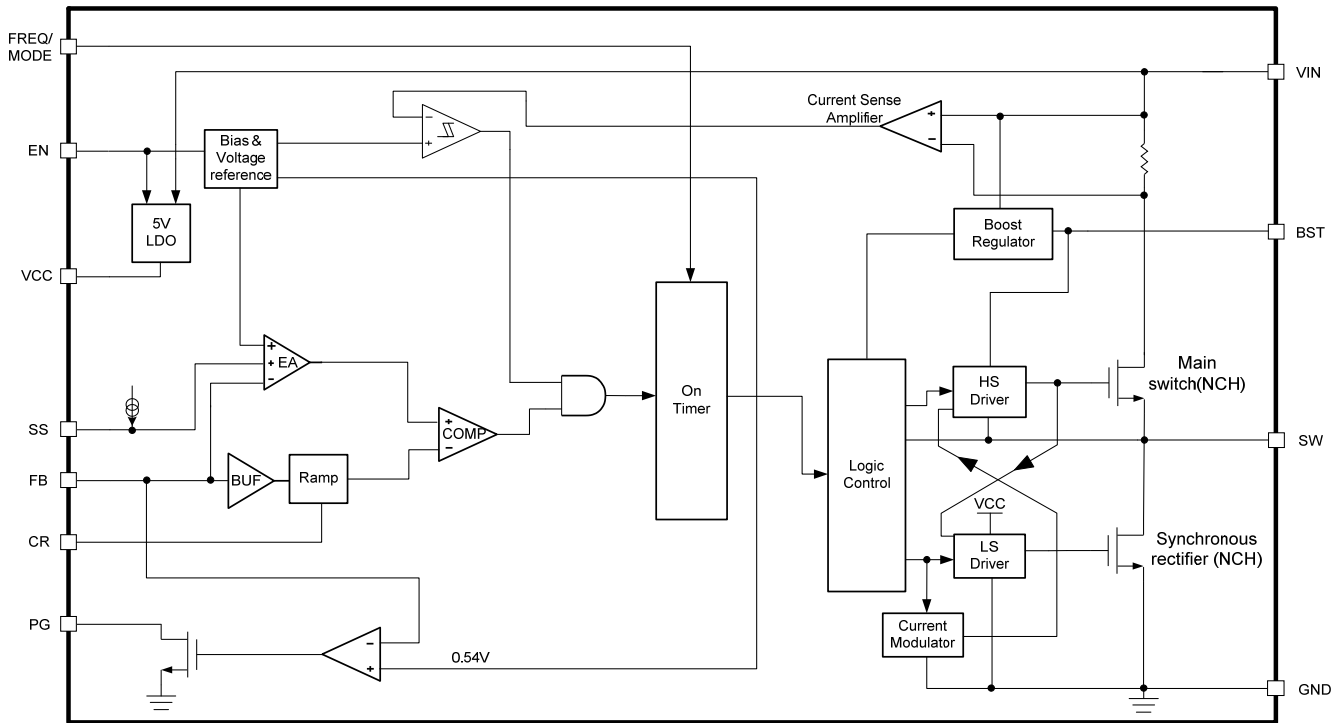 FREQ/
MODE
VIN
Current Sense
Amplifier
+
-
-
+
EN
Bias &
Voltage
reference
5V
LDO
Boost
Regulator
BST
VCC
+
+
-
EA
On
Timer
HS
Driver
Main
switch(NCH)
SS
+
-
COMP
SW
FB
BUF
Ramp
Logic
Control
VCC
CR
LS
Driver
Synchronous
rectifier (NCH)
PG
-
+
0.54V
Current
Modulator
GND